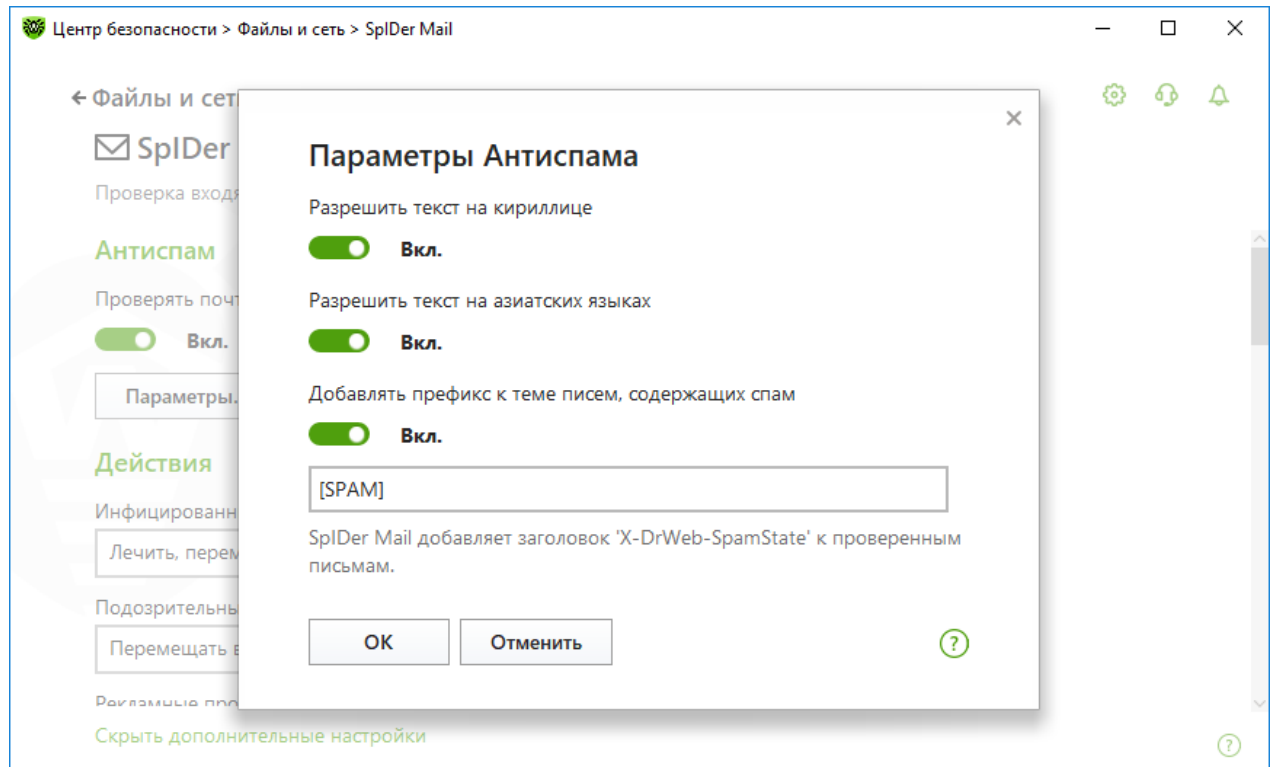 Центр безопасности > Файлы и сеть > SpIDer Mail
Файлы и сет
SpIDer
Параметры Антиспама
Проверка входя
Разрешить текст на кириллице
Вкл.
Антиспам
Разрешить текст на азиатских языках
Проверять почт
Вкл.
Вкл.
Параметры.
Добавлять префикс к теме писем, содержащих спам
Вкл.
Действия
[SPAM]
Инфицированн
SpIDer Mail добавляет заголовок 'X-DrWeb-SpamState' к проверенным
письмам.
Лечить, перем
Подозрительны
Перемещать в
OK
Отменить
Рекламные про
Скрыть дополнительные настройки